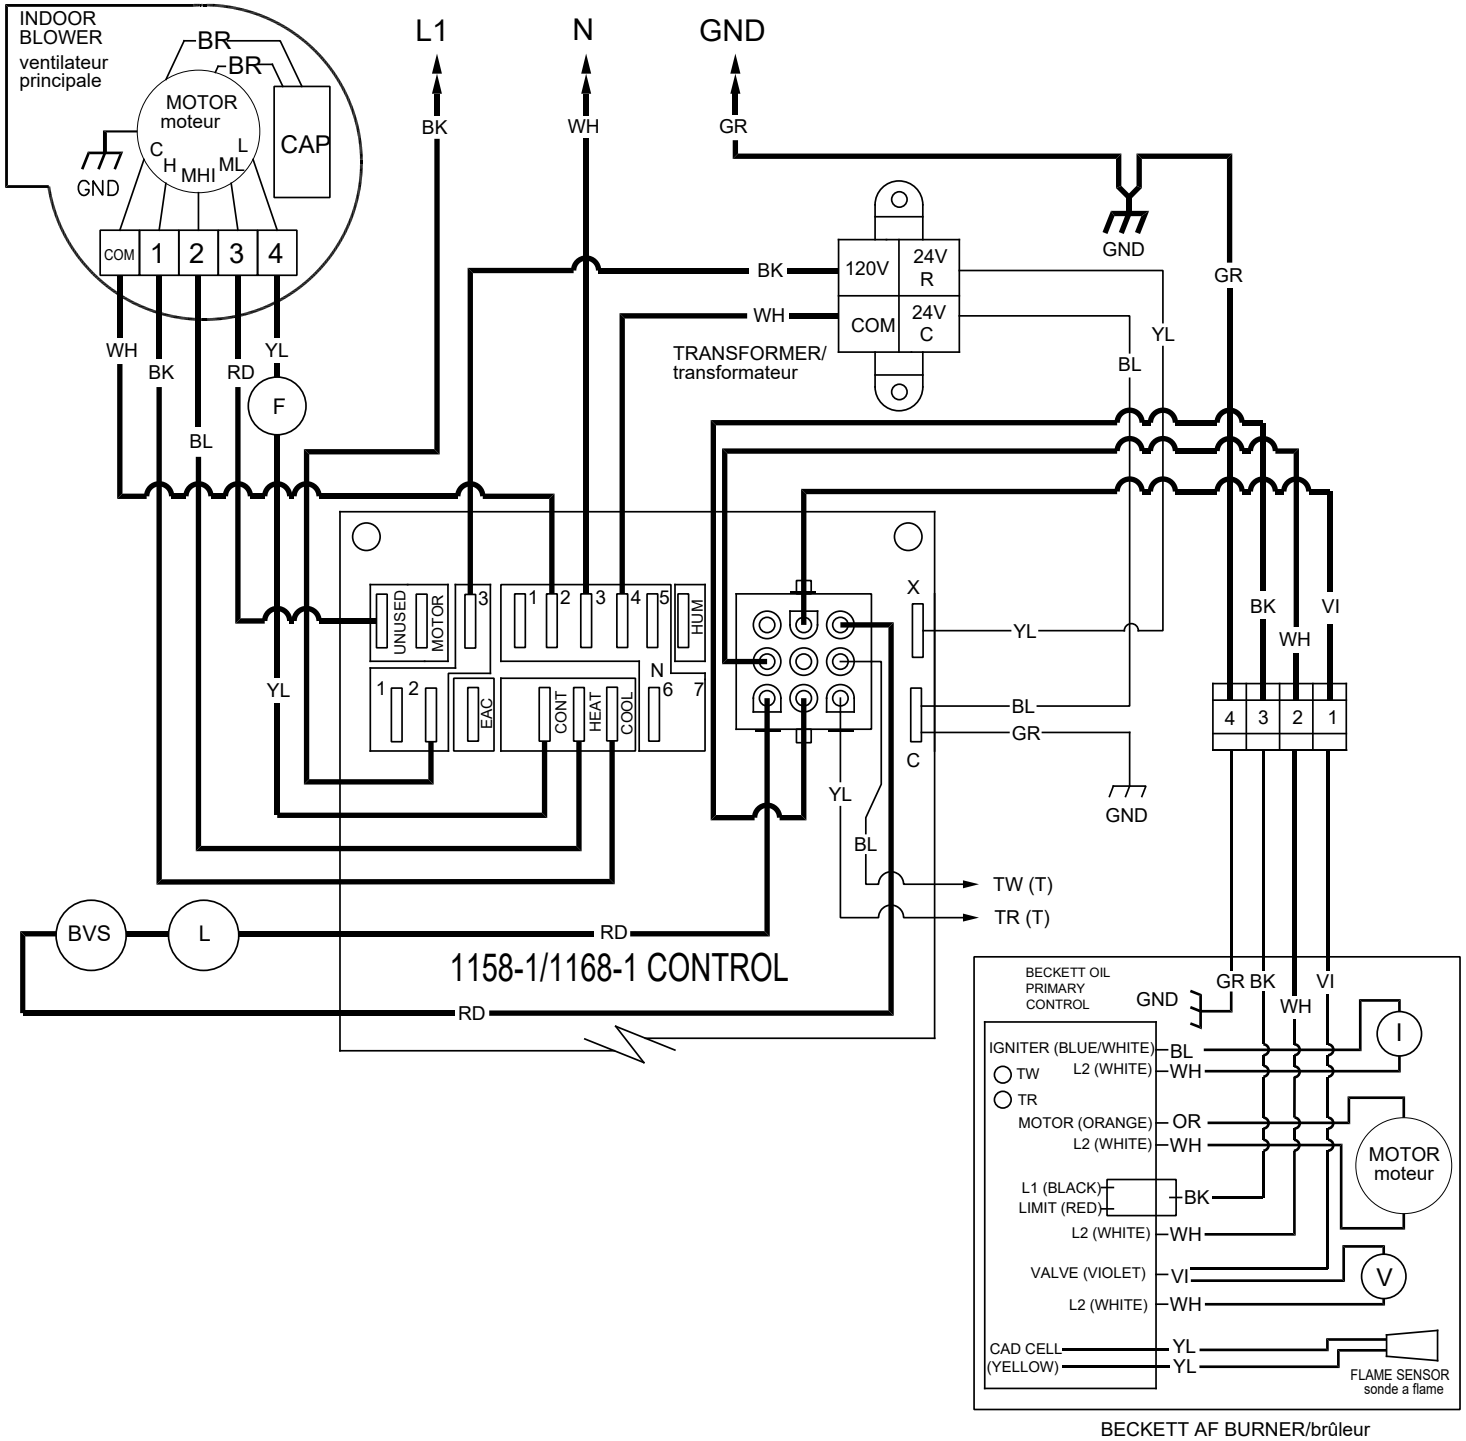 INDOOR
BLOWER
ventilateur
principale
BR
BR
MOTOR
moteur
CAP
C
H
MHI
ML
L
GND
COM
1
2
3
4
L1
N
GND
BK
WH
GR
GND
GR
120V
24V
R
COM
24V
C
BK
WH
TRANSFORMER/
transformateur
YL
BL
WH
BK
BL
RD
YL
F
YL
UNUSED
MOTOR
3
1
2
3
4
5
HUM
1
2
EAC
CONT
HEAT
COOL
N
6
7
X
YL
BL
GR
C
GND
BK
WH
VI
4
3
2
1
YL
BL
TW (T)
TR (T)
BVS
L
RD
1158-1/1168-1 CONTROL
RD
BECKETT OIL
PRIMARY
CONTROL
GND
GR
BK
WH
VI
IGNITER (BLUE/WHITE)
BL
I
L2 (WHITE)
WH
TW
TR
MOTOR (ORANGE)
OR
L2 (WHITE)
WH
MOTOR
moteur
L1 (BLACK)
LIMIT (RED)
BK
L2 (WHITE)
WH
VALVE (VIOLET)
VI
V
L2 (WHITE)
WH
CAD CELL
(YELLOW)
YL
YL
FLAME SENSOR
sonde a flame
BECKETT AF BURNER/brûleur